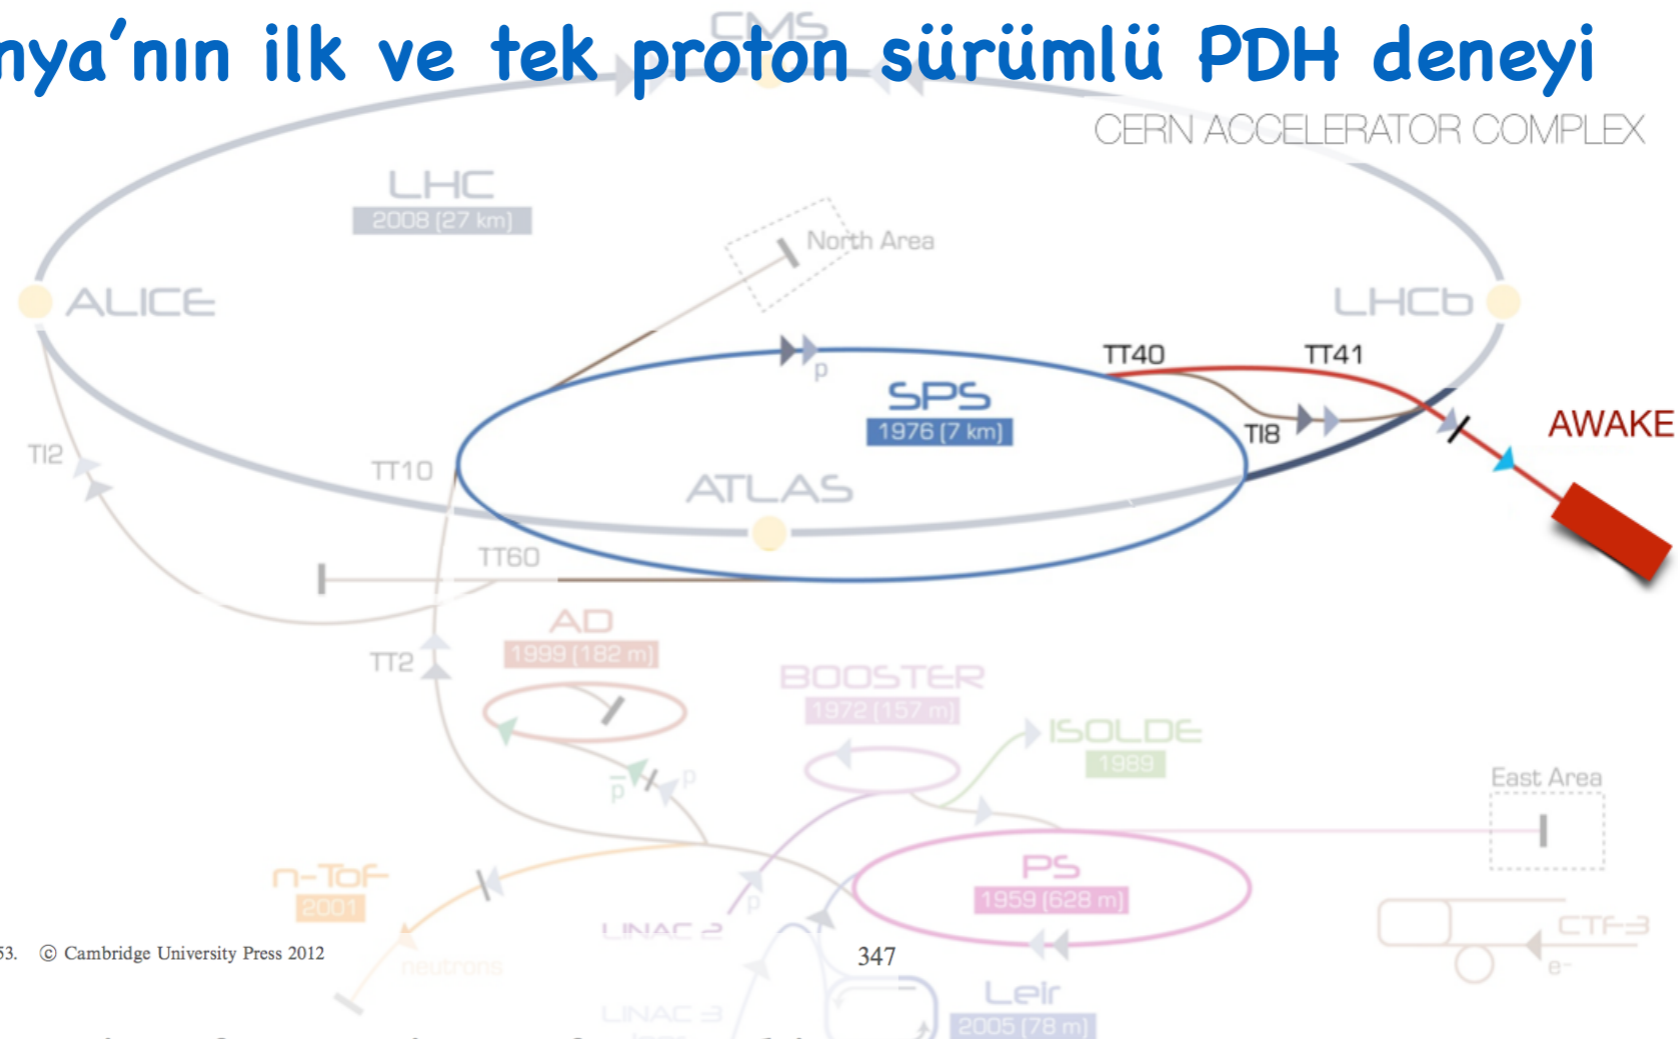 nya’nın ilk ve tek proton sürümlü PDH deneyi
CMS
CERN ACCELERATOR COMPLEX
LHC
2008 (27 km)
North Area
ALICE
LHCb
TT40
TT41
p
SPS
1976 (7 km)
AWAKE
TI8
TI2
TT10
ATLAS
TT60
AD
1999 (182 m)
TT2
BOOSTER
1972 (157 m)
ISOLDE
1989
East Area
p̅
p
n-ToF
2001
PS
1959 (628 m)
p
LINAC 2
CTF-3
e-
53. © Cambridge University Press 2012
347
neutrons
Leir
2005 (78 m)
LINAC 3